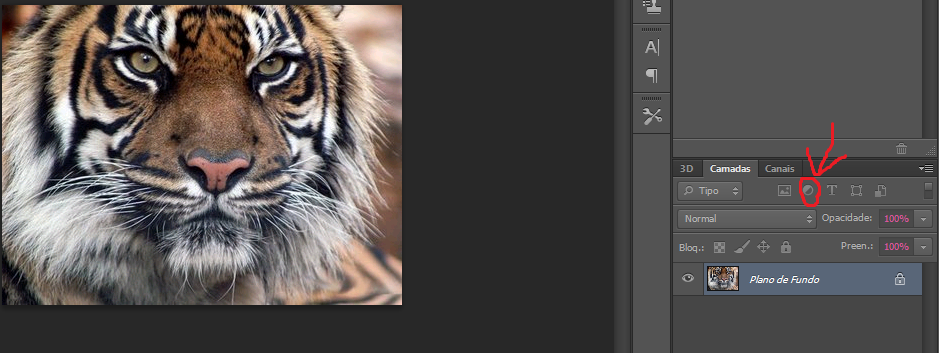 A|
3D Camadas Canais
Tipo T
Normal Opacidade: 100%
Bloq.: Preen.: 100%
Plano de Fundo